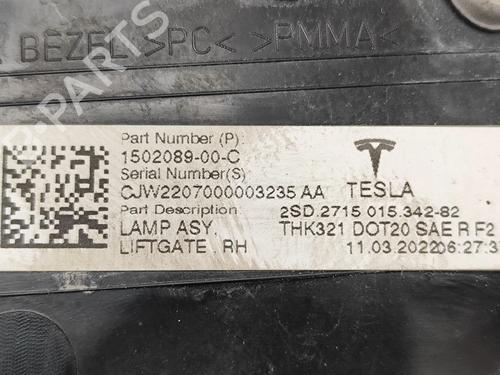 BEZEL >PC< >PMMA<
Part Number (P)
1502089-00-C
Serial Number(S)
CJW2207000003235 AA
TESLA
Part Description
2SD.2715 015.342-82
LAMP ASY,
THK321 DOT20 SAE R F2
LIFTGATE, RH
11.03.2022 06:27:3